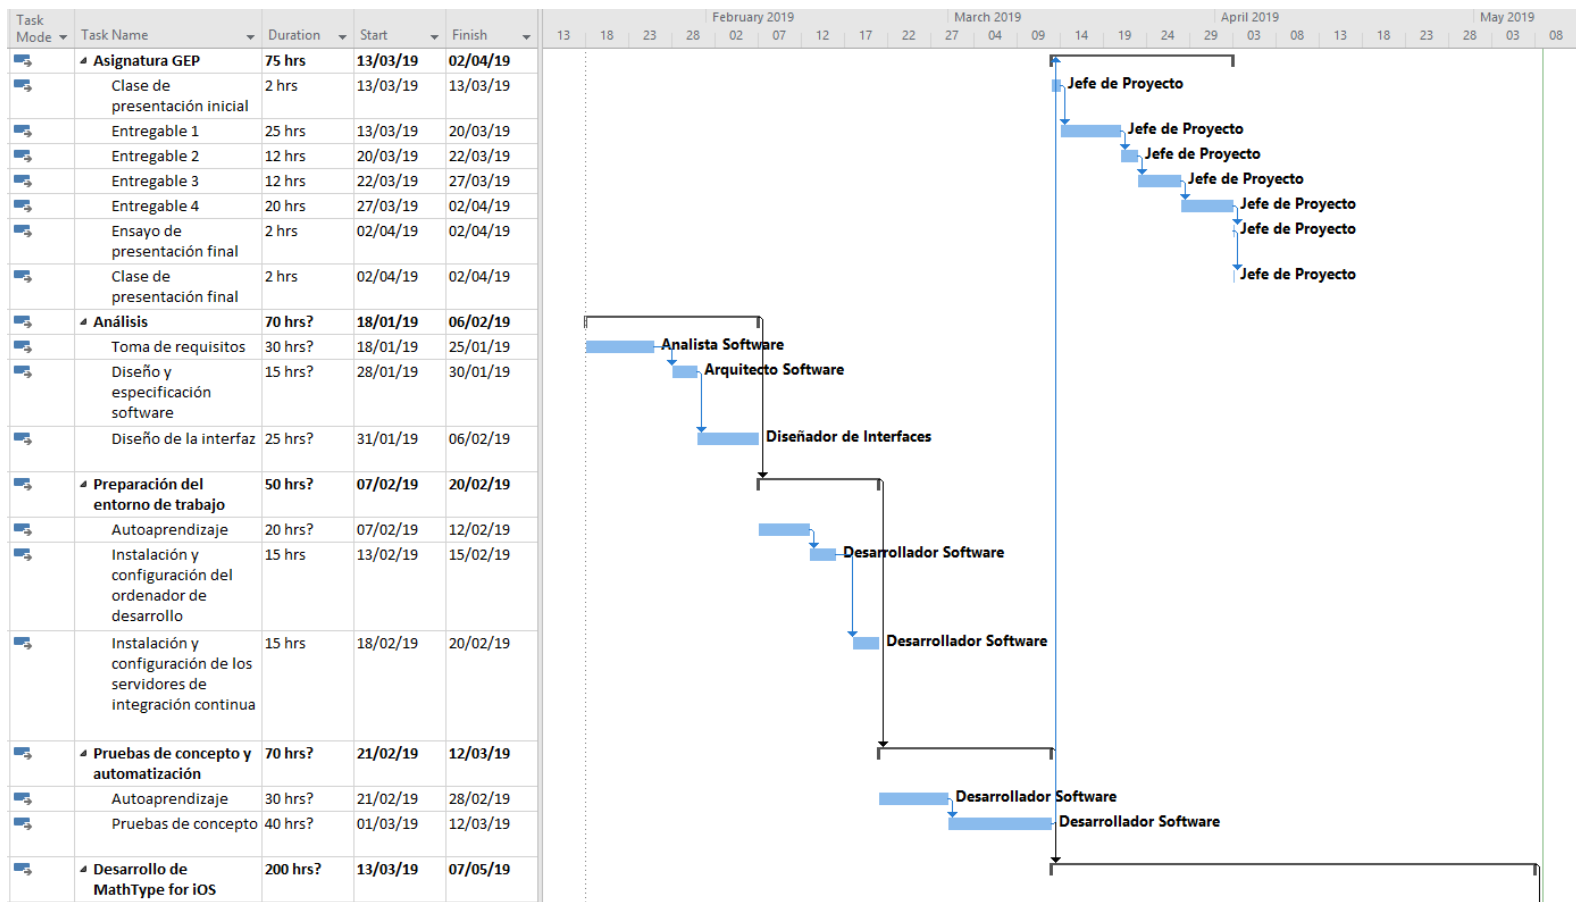 February 2019 March 2019 April 2019 May 2019
Task Mode Task Name Duration Start Finish 13 18 23 28 02 07 12 17 22 27 04 09 14 19 24 29 03 08 13 18 23 28 03 08
Asignatura GEP 75 hrs 13/03/19 02/04/19
Clase de presentación inicial 2 hrs 13/03/19 13/03/19 Jefe de Proyecto
Entregable 1 25 hrs 13/03/19 20/03/19 Jefe de Proyecto
Entregable 2 12 hrs 20/03/19 22/03/19 Jefe de Proyecto
Entregable 3 12 hrs 22/03/19 27/03/19 Jefe de Proyecto
Entregable 4 20 hrs 27/03/19 02/04/19 Jefe de Proyecto
Ensayo de presentación final 2 hrs 02/04/19 02/04/19 Jefe de Proyecto
Clase de presentación final 2 hrs 02/04/19 02/04/19 Jefe de Proyecto
Análisis 70 hrs? 18/01/19 06/02/19
Toma de requisitos 30 hrs? 18/01/19 25/01/19 Analista Software
Diseño y especificación software 15 hrs? 28/01/19 30/01/19 Arquitecto Software
Diseño de la interfaz 25 hrs? 31/01/19 06/02/19 Diseñador de Interfaces
Preparación del entorno de trabajo 50 hrs? 07/02/19 20/02/19
Autoaprendizaje 20 hrs? 07/02/19 12/02/19
Instalación y configuración del ordenador de desarrollo 15 hrs 13/02/19 15/02/19 Desarrollador Software
Instalación y configuración de los servidores de integración continua 15 hrs 18/02/19 20/02/19 Desarrollador Software
Pruebas de concepto y automatización 70 hrs? 21/02/19 12/03/19
Autoaprendizaje 30 hrs? 21/02/19 28/02/19 Desarrollador Software
Pruebas de concepto 40 hrs? 01/03/19 12/03/19 Desarrollador Software
Desarrollo de MathType for iOS 200 hrs? 13/03/19 07/05/19